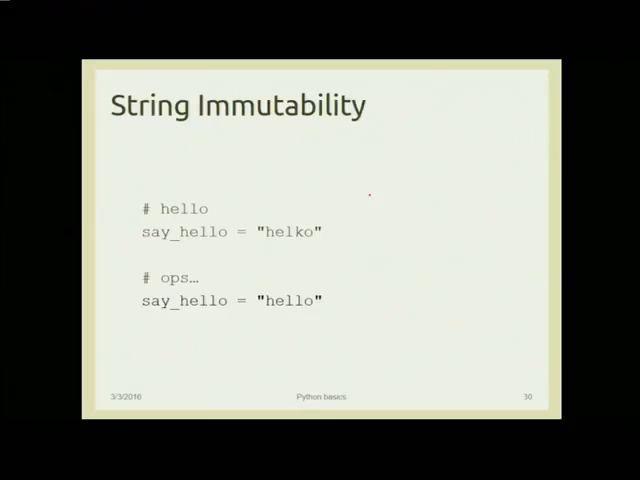 String Immutability
# hello
say_hello = "helko"
# ops…
say_hello = "hello"
3/3/2016
Python basics
30